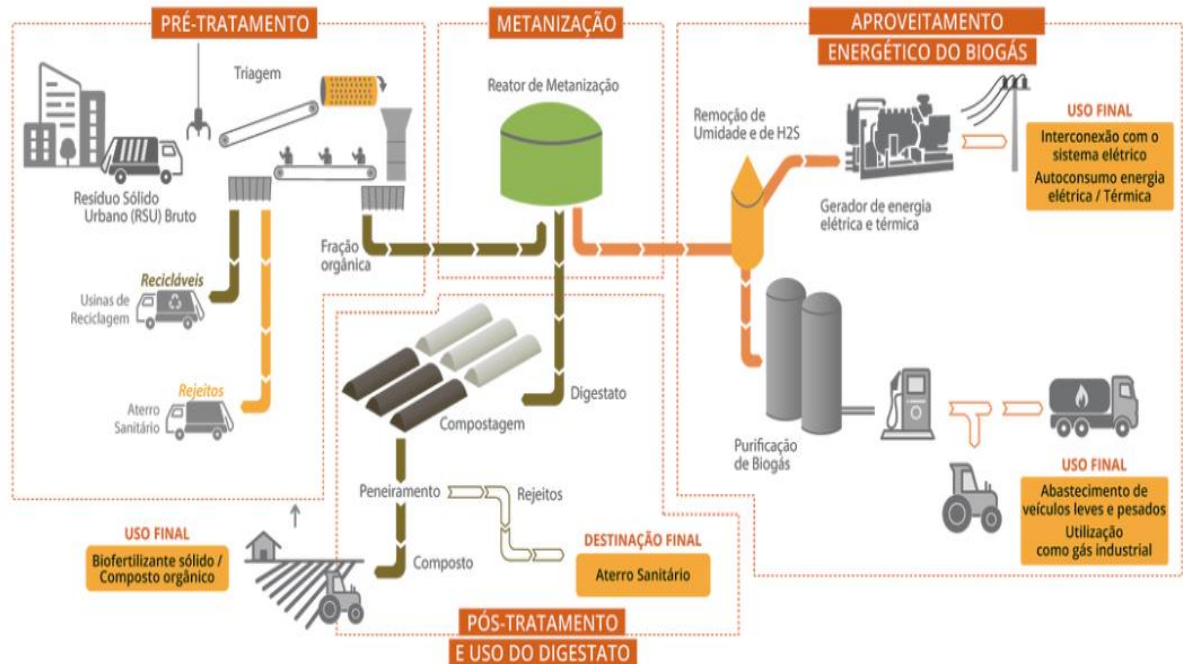 PRÉ-TRATAMENTO
Triagem
Resíduo Sólido
Urbano (RSU) Bruto
Recicláveis
Usinas de
Reciclagem
Rejeitos
Aterro
Sanitário
Fração
orgânica
METANIZAÇÃO
Reator de Metanização
APROVEITAMENTO
ENERGÉTICO DO BIOGÁS
Remoção de
Umidade e de H2S
Gerador de energia
elétrica e térmica
USO FINAL
Interconexão com o
sistema elétrico
Autoconsumo energia
elétrica / Térmica
Purificação
de Biogás
USO FINAL
Abastecimento de
veículos leves e pesados
Utilização
como gás industrial
Digestato
Compostagem
Peneiramento
Rejeitos
Composto
DESTINAÇÃO FINAL
Aterro Sanitário
USO FINAL
Biofertilizante sólido /
Composto orgânico
PÓS-TRATAMENTO
E USO DO DIGESTATO